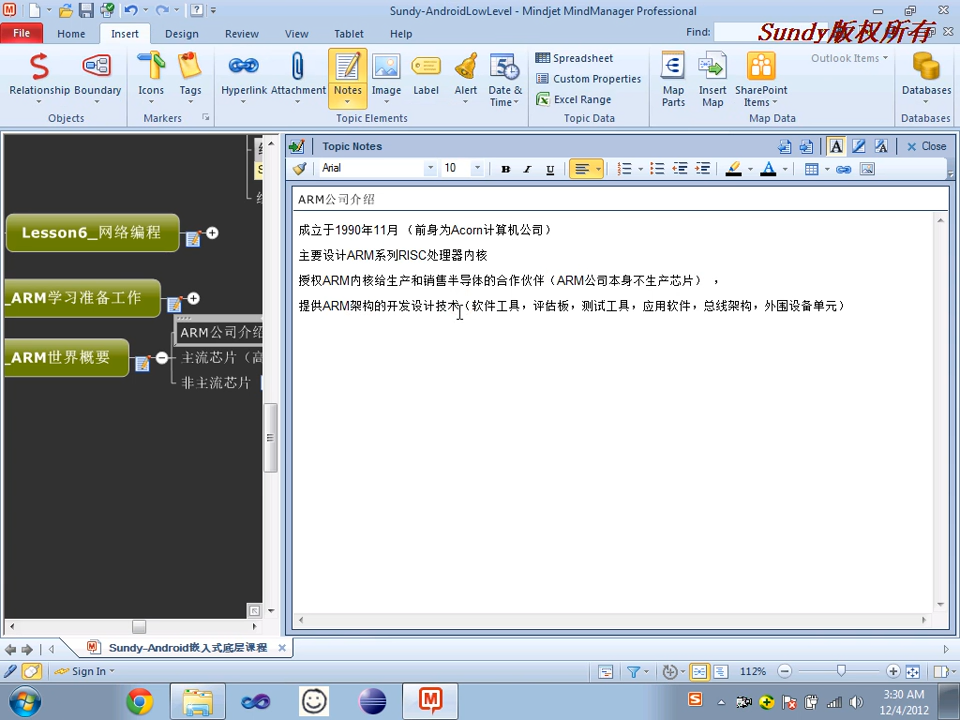 Sundy-AndroidLowLevel - Mindjet MindManager Professional
File Home Insert Design Review View Tablet Help Find:
Sundy版权所有
Relationship Boundary Icons Tags Hyperlink Attachment Notes Image Label Alert Date & Time
Spreadsheet
Custom Properties
Excel Range
Map Parts Insert Map SharePoint Items
Outlook Items
Databases
Objects Markers Topic Elements Topic Data Map Data Databases
Topic Notes
Close
Arial 10 B I U
ARM公司介绍
成立于1990年11月 （前身为Acorn计算机公司）
主要设计ARM系列RISC处理器内核
授权ARM内核给生产和销售半导体的合作伙伴（ARM公司本身不生产芯片） ，
提供ARM架构的开发设计技术（软件工具，评估板，测试工具，应用软件，总线架构，外围设备单元）
Lesson6_网络编程
_ARM学习准备工作
ARM公司介绍
_ARM世界概要
主流芯片（高
非主流芯片
Sundy-Android嵌入式底层课程
Sign In
112%
3:30 AM
12/4/2012